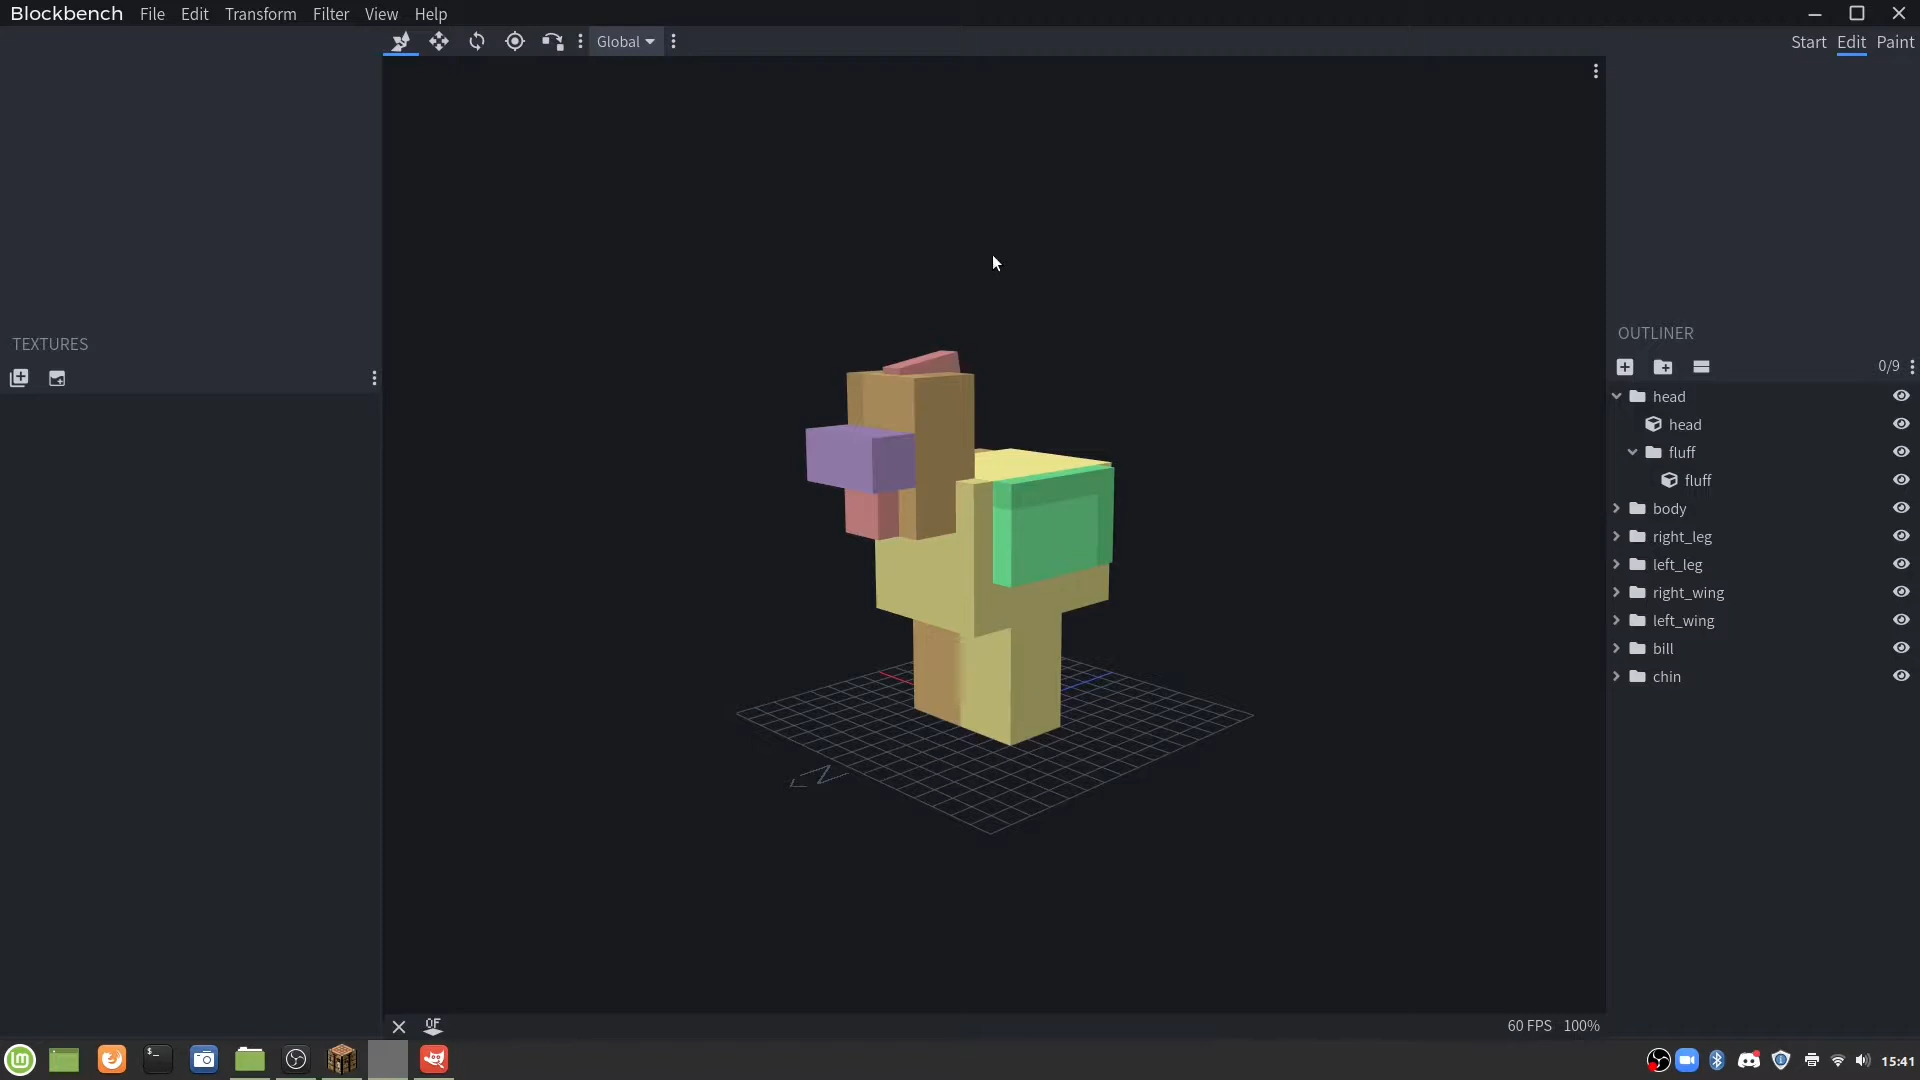 Blockbench File Edit Transform Filter View Help
Global
Start Edit Paint
TEXTURES
OUTLINER
0/9
head
head
fluff
fluff
body
right_leg
left_leg
right_wing
left_wing
bill
chin
N
OF
60 FPS 100%
15:41